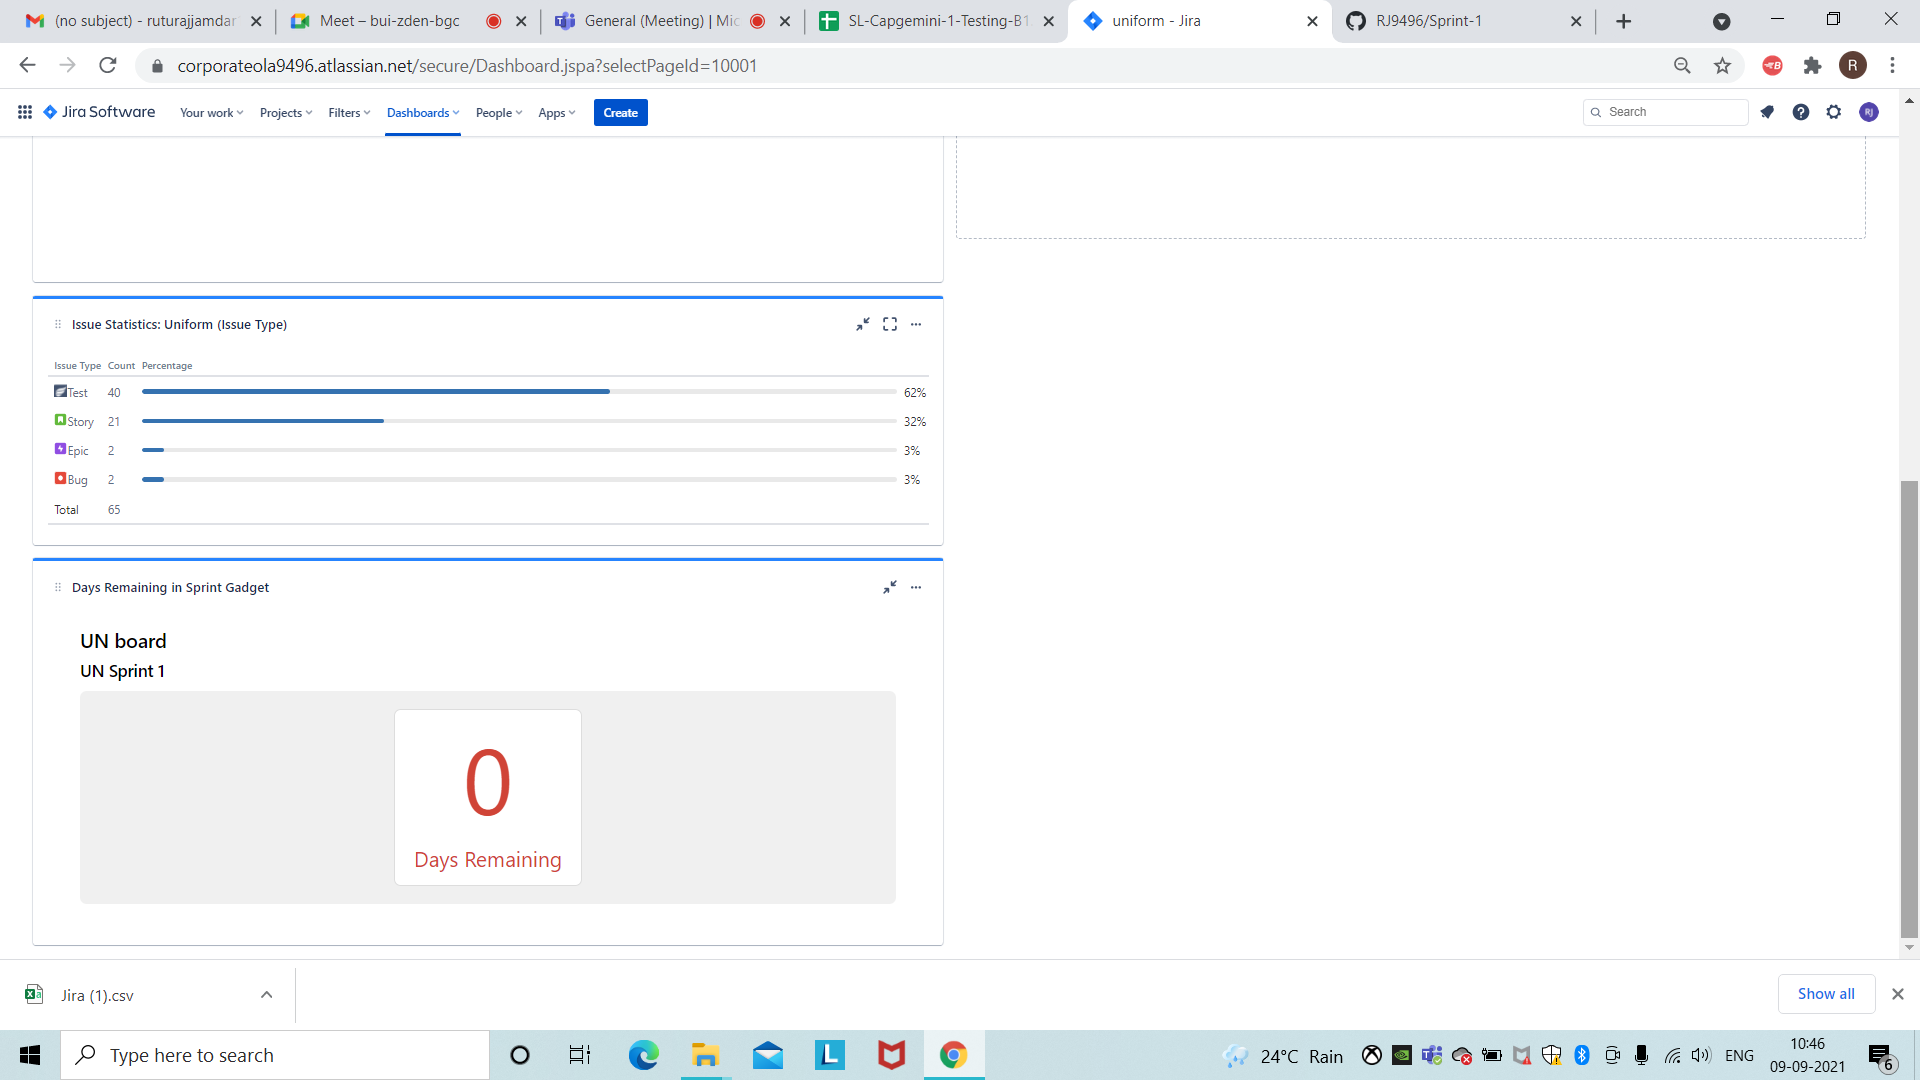 (no subject) - ruturajjamdar
Meet – bui-zden-bgc
General (Meeting) | Mic
SL-Capgemini-1-Testing-B1
uniform - Jira
RJ9496/Sprint-1
corporateola9496.atlassian.net/secure/Dashboard.jspa?selectPageId=10001
R
Jira Software
Your work
Projects
Filters
Dashboards
People
Apps
Create
Search
RJ
Issue Statistics: Uniform (Issue Type)
Issue Type Count Percentage
Test 40 62%
Story 21 32%
Epic 2 3%
Bug 2 3%
Total 65
Days Remaining in Sprint Gadget
UN board
UN Sprint 1
0
Days Remaining
Jira (1).csv
Show all
Type here to search
24°C Rain
ENG
10:46
09-09-2021
6